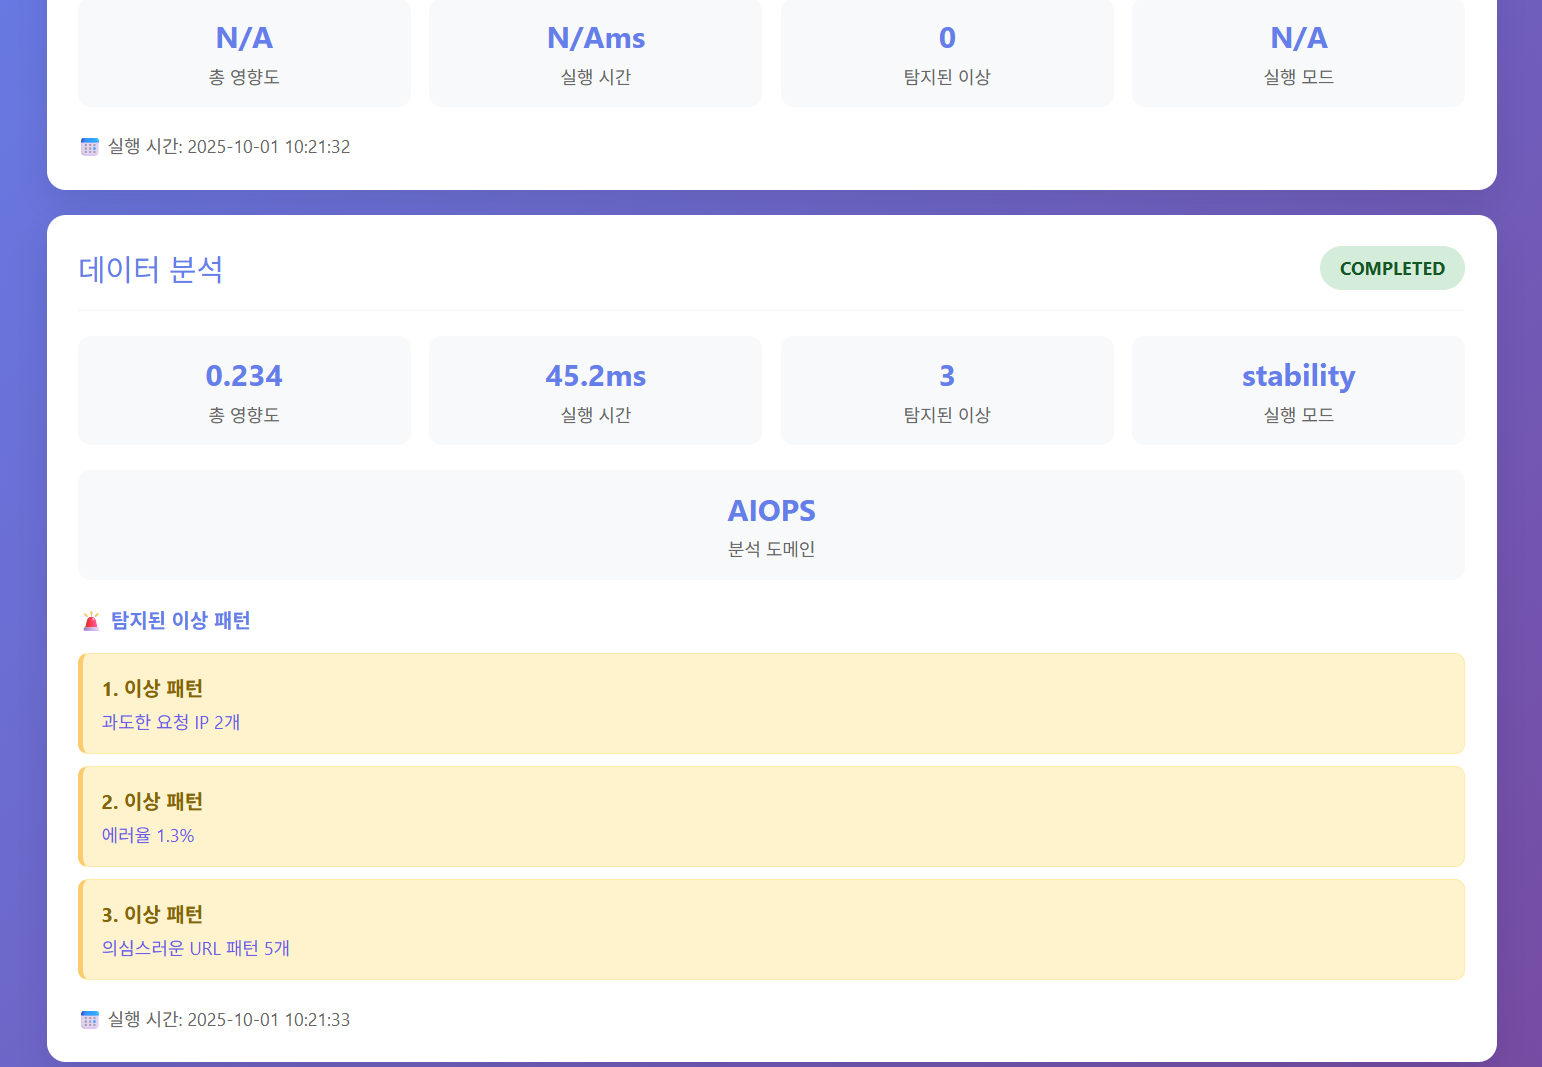 N/A
총 영향도
N/Ams
실행 시간
0
탐지된 이상
N/A
실행 모드
실행 시간: 2025-10-01 10:21:32
데이터 분석
COMPLETED
0.234
총 영향도
45.2ms
실행 시간
3
탐지된 이상
stability
실행 모드
AIOPS
분석 도메인
탐지된 이상 패턴
1. 이상 패턴
과도한 요청 IP 2개
2. 이상 패턴
에러율 1.3%
3. 이상 패턴
의심스러운 URL 패턴 5개
실행 시간: 2025-10-01 10:21:33